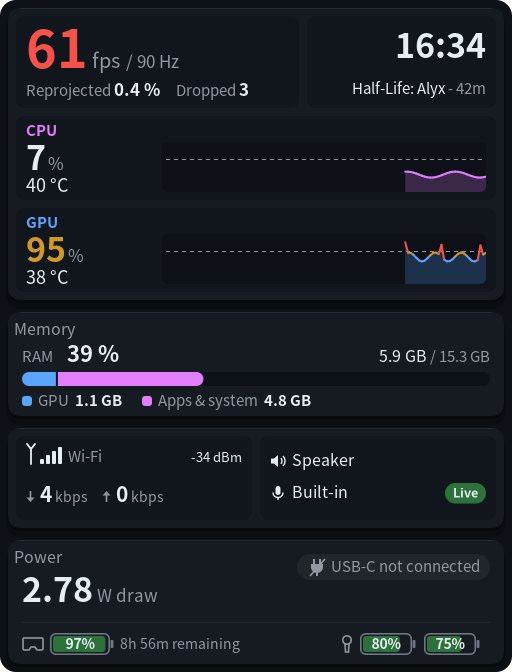 61 fps / 90 Hz
Reprojected 0.4 % Dropped 3
16:34
Half-Life: Alyx - 42m
CPU
7 %
40 °C
GPU
95 %
38 °C
Memory
RAM 39 % 5.9 GB / 15.3 GB
GPU 1.1 GB Apps & system 4.8 GB
Wi-Fi -34 dBm
4 kbps 0 kbps
Speaker
Built-in Live
Power
USB-C not connected
2.78 W draw
97% 8h 56m remaining 80% 75%